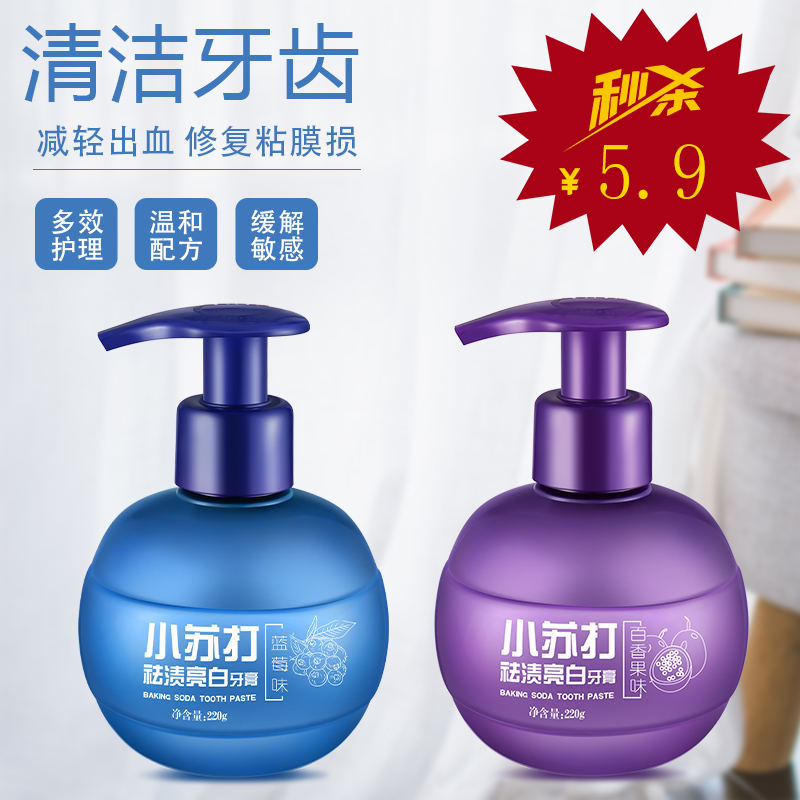 清洁牙齿
减轻出血 修复粘膜损
多效
护理
温和
配方
缓解
敏感
秒杀
¥5.9
小苏打
祛渍亮白牙膏
蓝莓味
BAKING SODA TOOTH PASTE
净含量:220g
小苏打
祛渍亮白牙膏
百香果味
BAKING SODA TOOTH PASTE
净含量:220g